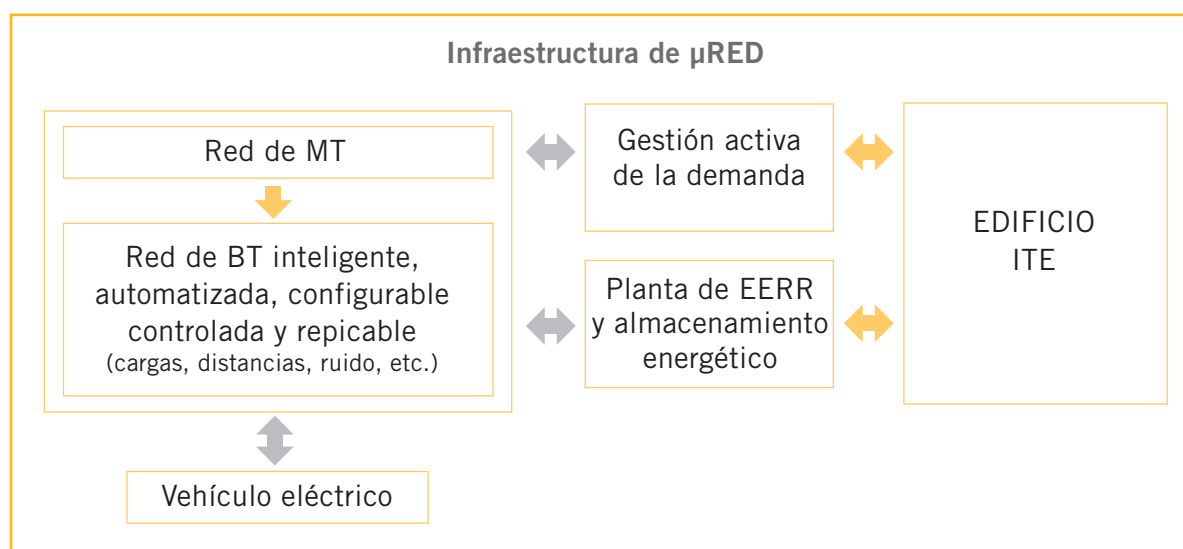 Infraestructura de µRED
Red de MT
Red de BT inteligente,
automatizada, configurable
controlada y repicable
(cargas, distancias, ruido, etc.)
Vehículo eléctrico
Gestión activa
de la demanda
Planta de EERR
y almacenamiento
energético
EDIFICIO
ITE